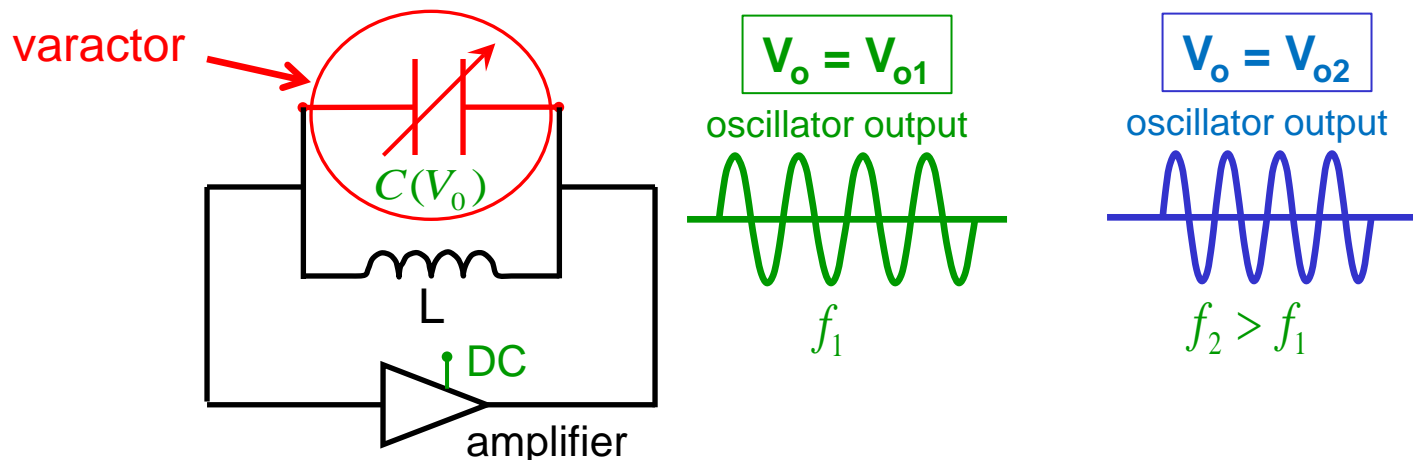 varactor
C(V₀)
L
DC
amplifier
Vₒ = Vₒ₁
oscillator output
f₁
Vₒ = Vₒ₂
oscillator output
f₂ > f₁